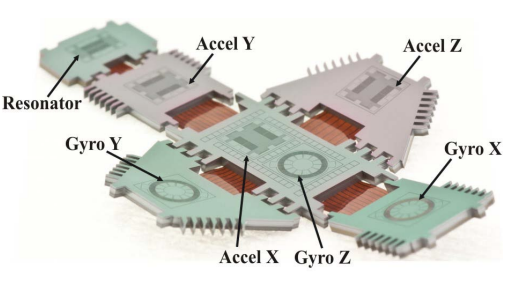 Accel Y
Accel Z
Resonator
Gyro Y
Gyro X
Accel X
Gyro Z